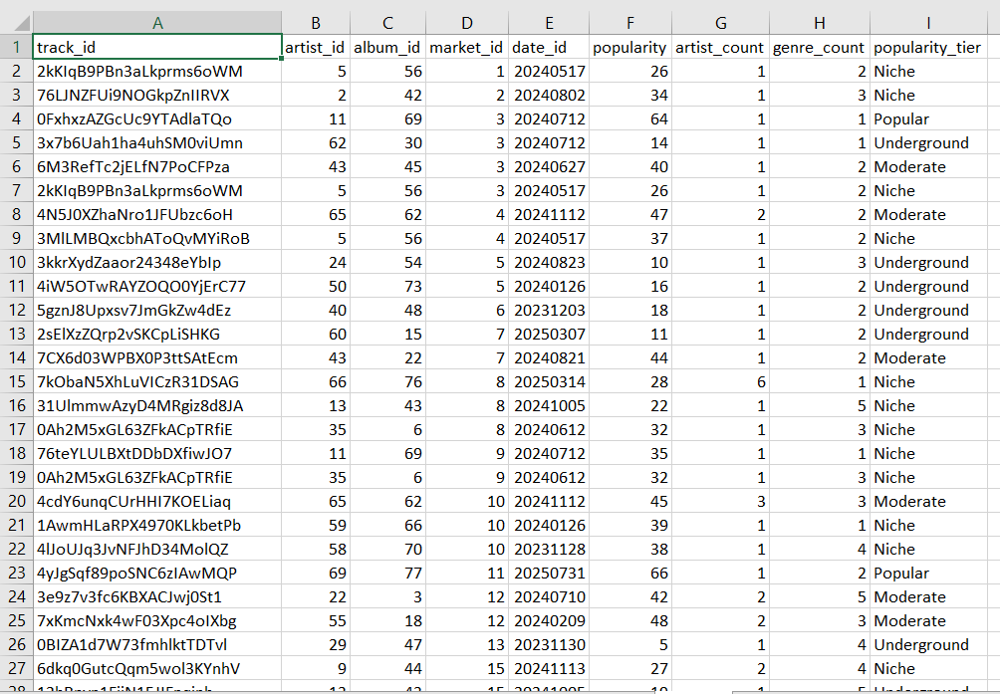 A B C D E F G H I
1 track_id artist_id album_id market_id date_id popularity artist_count genre_count popularity_tier
2 2kKIqB9PBn3aLkprms6oWM 5 56 1 20240517 26 1 2 Niche
3 76LJNZFUi9NOGkpZnIIRVX 2 42 2 20240802 34 1 3 Niche
4 0FxhxzAZGcUc9YTAdlaTQo 11 69 3 20240712 64 1 1 Popular
5 3x7b6Uah1ha4uhSM0viUmn 62 30 3 20240712 14 1 1 Underground
6 6M3RefTc2jELfN7PoCFPza 43 45 3 20240627 40 1 2 Moderate
7 2kKIqB9PBn3aLkprms6oWM 5 56 3 20240517 26 1 2 Niche
8 4N5J0XZhaNro1JFUbzc6oH 65 62 4 20241112 47 2 2 Moderate
9 3MlLMBQxcbhAToQvMYiRoB 5 56 4 20240517 37 1 2 Niche
10 3kkrXydZaaor24348eYbIp 24 54 5 20240823 10 1 3 Underground
11 4iW5OTwRAYZOQO0YjErC77 50 73 5 20240126 16 1 2 Underground
12 5gznJ8Upxsv7JmGkZw4dEz 40 48 6 20231203 18 1 2 Underground
13 2sElXzZQrp2vSKCpLiSHKG 60 15 7 20250307 11 1 2 Underground
14 7CX6d03WPBX0P3ttSAtEcm 43 22 7 20240821 44 1 2 Moderate
15 7kObaN5XhLuVICzR31DSAG 66 76 8 20250314 28 6 1 Niche
16 31UlmmwAzyD4MRgiz8d8JA 13 43 8 20241005 22 1 5 Niche
17 0Ah2M5xGL63ZFkACpTRfiE 35 6 8 20240612 32 1 3 Niche
18 76teYLULBXtDDbDXfiwJO7 11 69 9 20240712 35 1 1 Niche
19 0Ah2M5xGL63ZFkACpTRfiE 35 6 9 20240612 32 1 3 Niche
20 4cdY6unqCUrHHI7KOELiaq 65 62 10 20241112 45 3 3 Moderate
21 1AwmHLaRPX4970KLkbetPb 59 66 10 20240126 39 1 1 Niche
22 4lJoUJq3JvNFJhD34MolQZ 58 70 10 20231128 38 1 4 Niche
23 4yJgSqf89poSNC6zIAwMQP 69 77 11 20250731 66 1 2 Popular
24 3e9z7v3fc6KBXACJwj0St1 22 3 12 20240710 42 2 5 Moderate
25 7xKmcNxk4wF03Xpc4oIXbg 55 18 12 20240209 48 2 3 Moderate
26 0BIZA1d7W73fmhlktTDTvl 29 47 13 20231130 5 1 4 Underground
27 6dkq0GutcQqm5wol3KYnhV 9 44 15 20241113 27 2 4 Niche